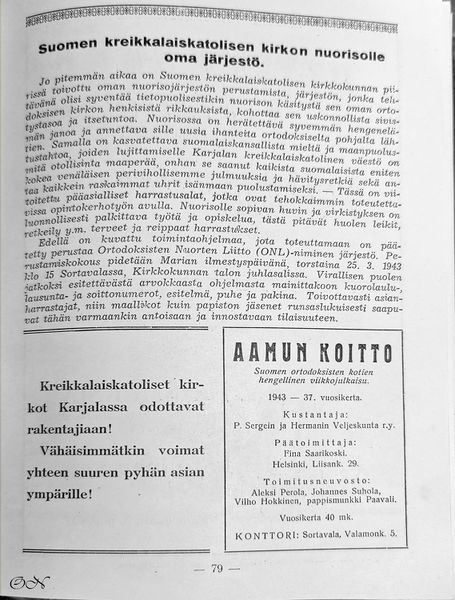 Suomen kreikkalaiskatolisen kirkon nuorisolle
oma järjestö.
Jo pitemmän aikaa on Suomen kreikkalaiskatolisen kirkkokunnan pii-
rissä toivottu oman nuorisojärjestön perustamista, järjestön, jonka teh-
tävänä olisi syventää tietopuolisestikin nuorison käsitystä sen oman orto-
doksisen kirkon henkisistä rikkauksista, kohottaa sen uskonnollista sivis-
tystasoa ja itsetuntoa. Nuorisossa on herätettävä syvemmän hengenelä-
män janoa ja annettava sille uusia ihanteita ortodoksiselta pohjalta läh-
tien. Samalla on kasvatettava suomalaiskansallista mieltä ja maanpuolus-
tustahtoa, joiden lujittamiselle Karjalan kreikkalaiskatolinen väestö on
mitä otollisinta maaperää, onhan se saanut kaikista suomalaisista eniten
kokea venäläisen perivihollisemme julmuuksia ja hävitysretkiä sekä an-
taa kaikkein raskaimmat uhrit isänmaan puolustamiseksi. — Tässä on vii-
toitettu pääasialliset harrastusalat, jotka ovat tehokkaimmin toteutetta-
vissa opintokerhotyön avulla. Nuorisolle sopivan huvin ja virkistyksen on
luonnollisesti palkittava työtä ja opiskelua, tästä pitävät huolen leikit,
retkeily y.m. terveet ja reippaat harrastukset.
Edellä on kuvattu toimintaohjelmaa, jota toteuttamaan on pää-
tetty perustaa Ortodoksisten Nuorten Liitto (ONL)-niminen järjestö. Pe-
rustamiskokous pidetään Marian ilmestyspäivänä, torstaina 25. 3. 1943
klo 15 Sortavalassa, Kirkkokunnan talon juhlasalissa. Virallisen puolen
jatkoksi esitettävästä arvokkaasta ohjelmasta mainittakoon kuorolaulu-,
lausunta- ja soittonumerot, esitelmä, puhe ja pakina. Toivottavasti asian-
harrastajat, niin maallikot kuin papiston jäsenet runsaslukuisesti saapu-
vat tähän varmaankin antoisaan ja innostavaan tilaisuuteen.
Kreikkalaiskatoliset kir-
kot Karjalassa odottavat
rakentajiaan!
Vähäisimmätkin voimat
yhteen suuren pyhän asian
ympärille!
AAMUN KOITTO
Suomen ortodoksisten kotien
hengellinen viikkojulkaisu.
1943 — 37. vuosikerta.
Kustantaja:
P. Sergein ja Hermanin Veljeskunta r.y.
Päätoimittaja:
Fina Saarikoski.
Helsinki, Liisank. 29.
Toimitusneuvosto:
Aleksi Perola, Johannes Suhola,
Vilho Hokkinen, pappismunkki Paavali.
Vuosikerta 40 mk.
KONTTORI: Sortavala, Valamonk. 5.
— 79 —
ON